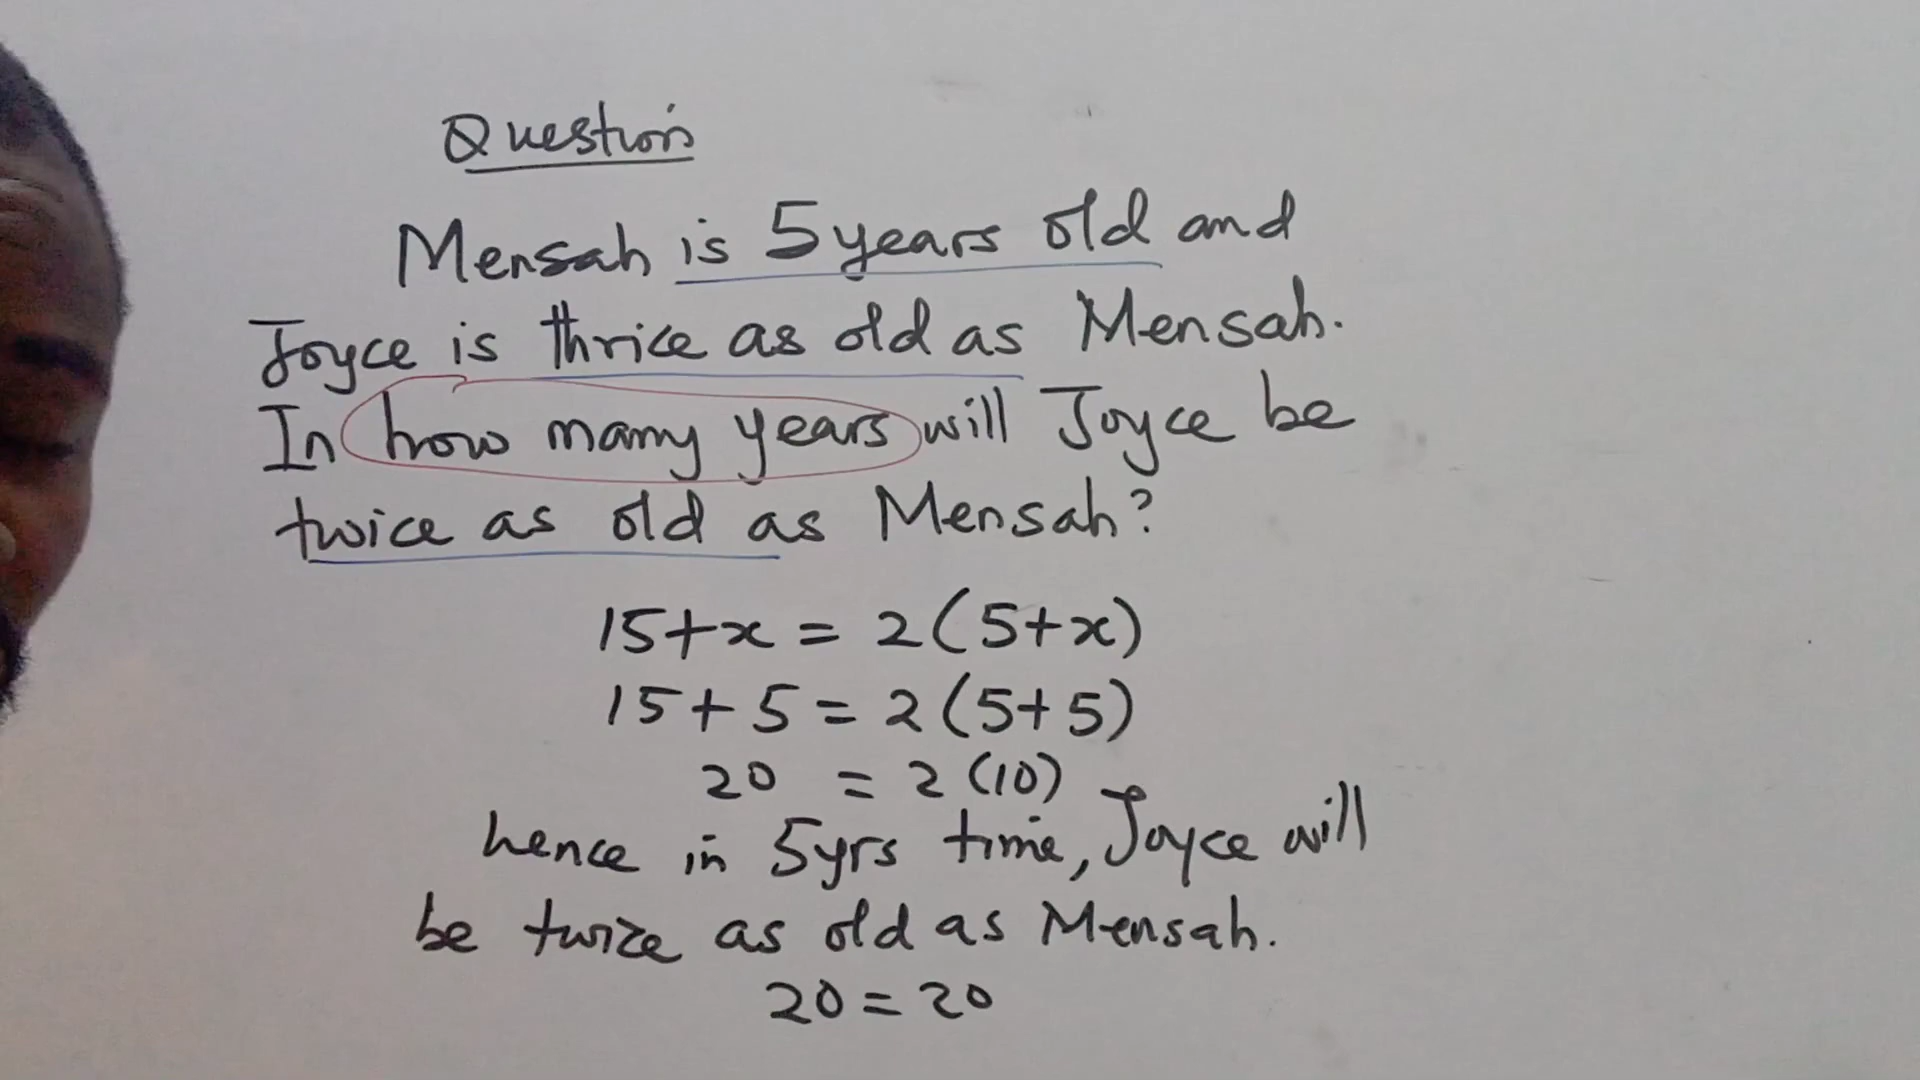 Question
Mensah is 5 years old and
Joyce is thrice as old as Mensah.
In how many years will Joyce be
twice as old as Mensah?
15+x = 2(5+x)
15+5 = 2(5+5)
20 = 2(10)
hence in 5yrs time, Joyce will
be twice as old as Mensah.
20 = 20